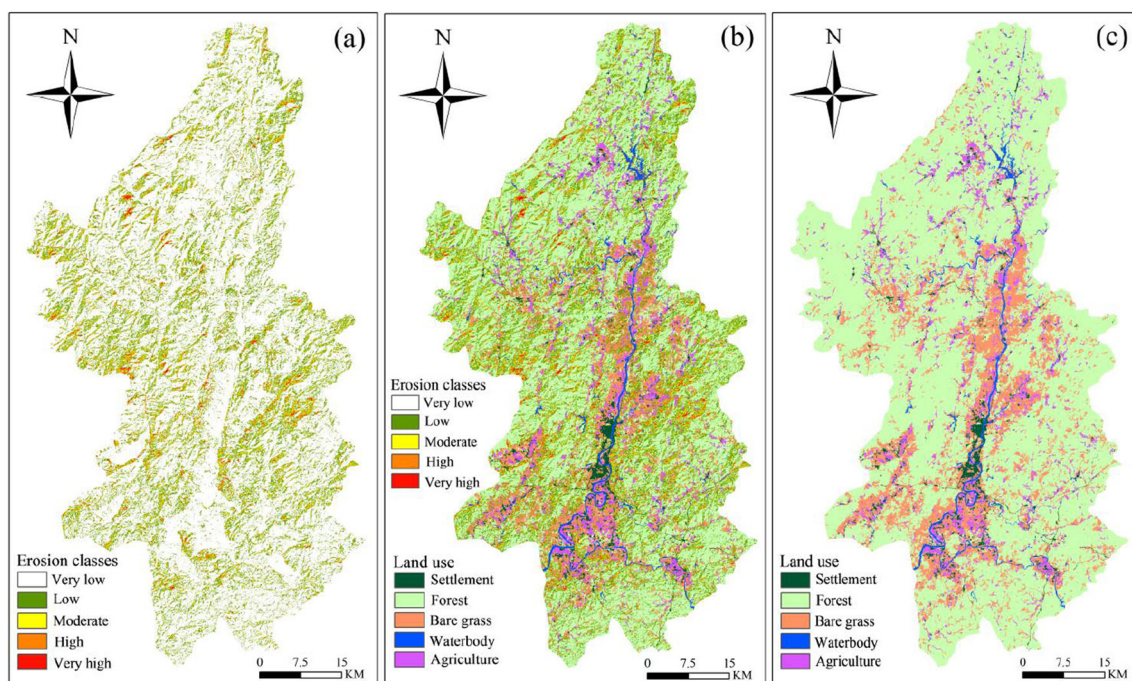 N
(a)
Erosion classes
Very low
Low
Moderate
High
Very high
0 7.5 15
KM
N
(b)
Erosion classes
Very low
Low
Moderate
High
Very high
Land use
Settlement
Forest
Bare grass
Waterbody
Agriculture
0 7.5 15
KM
N
(c)
Land use
Settlement
Forest
Bare grass
Waterbody
Agriculture
0 7.5 15
KM